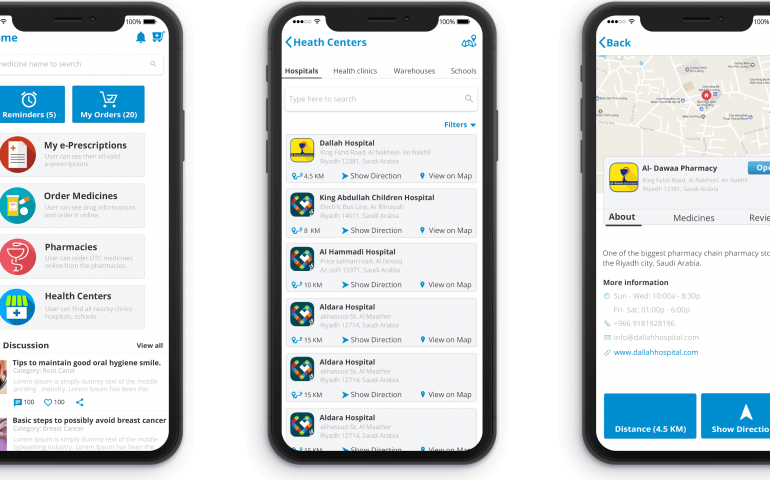 100%
ome
medicine name to search
Reminders (5)
My Orders (20)
My e-Prescriptions
User can see their all valid
e-prescriptions.
Order Medicines
User can see drug informations
and order it online.
Pharmacies
User can order OTC medicines
online from the pharmacies.
Health Centers
User can find all nearby clinics
hospitals, schools.
Discussion
View all
Tips to maintain good oral hygiene smile.
Category: Root Canal
Lorem Ipsum is simply dummy text of the mobile
printing industry. Lorem Ipsum has been the.
100
100
Basic steps to possibly avoid breast cancer
Category: Breast Cancer
Lorem Ipsum is simply dummy text of the mobile
typesetting industry. Lorem Ipsum has been the.
100%
Heath Centers
Hospitals
Health clinics
Warehouses
Schools
Type here to search
Filters
Dallah Hospital
King Fahd Road, Al Nakheel. An Nakhil
Riyadh 12381, Saudi Arabia
4.5 KM
Show Direction
View on Map
King Abdullah Children Hospital
Electric Bus Line, Ar Rimayah
Riyadh 14611, Saudi Arabia
8 KM
Show Direction
View on Map
Al Hammadi Hospital
Price salman road, Al farooq
Az zulfi 15971, Saudi Arabia
10 KM
Show Direction
View on Map
Aldara Hospital
akhassusi St, Al Maather
Riyadh 12714, Saudi Arabia
15 KM
Show Direction
View on Map
Aldara Hospital
akhassusi St, Al Maather
Riyadh 12714, Saudi Arabia
15 KM
Show Direction
View on Map
Aldara Hospital
akhassusi St, Al Maather
Riyadh 12714, Saudi Arabia
15 KM
Show Direction
View on Map
100%
Back
Al- Dawaa Pharmacy
Ope
King Fahd Road, Al Nakheel. An Nakhil
Riyadh 12381, Saudi Arabia
About
Medicines
Revie
One of the biggest pharmacy chain pharmacy sto
the Riyadh city, Saudi Arabia.
More information
Sun - Wed: 10:00a - 8:30p
Fri- Sat: 01:00p - 6:00p
+966 9181928196
info@dallahhospital.com
www.dallahhospital.com
Distance (4.5 KM)
Show Directio